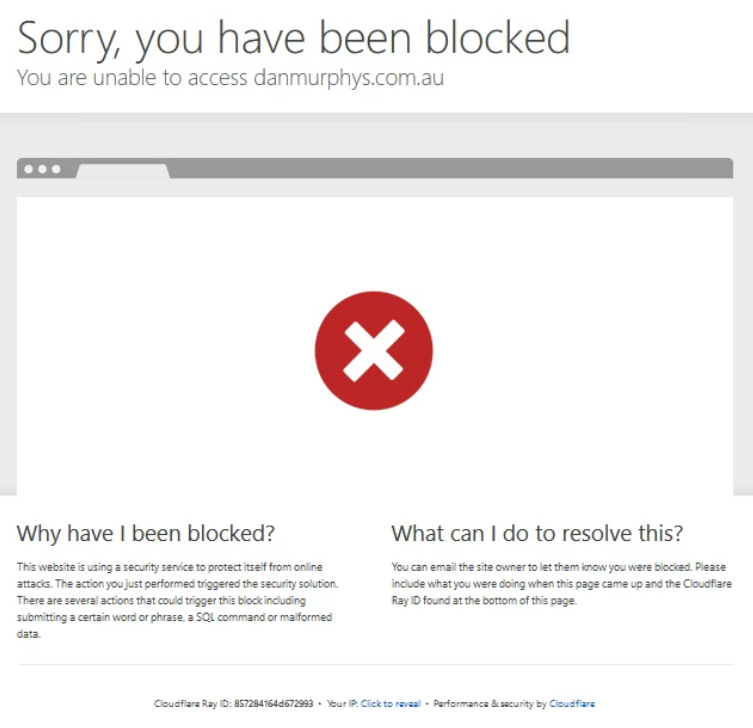 Sorry, you have been blocked
You are unable to access danmurphys.com.au
Why have I been blocked?
This website is using a security service to protect itself from online
attacks. The action you just performed triggered the security solution.
There are several actions that could trigger this block including
submitting a certain word or phrase, a SQL command or malformed
data.
What can I do to resolve this?
You can email the site owner to let them know you were blocked. Please
include what you were doing when this page came up and the Cloudflare
Ray ID found at the bottom of this page.
Cloudflare Ray ID: 857284164d672993 • Your IP: Click to reveal • Performance & security by Cloudflare